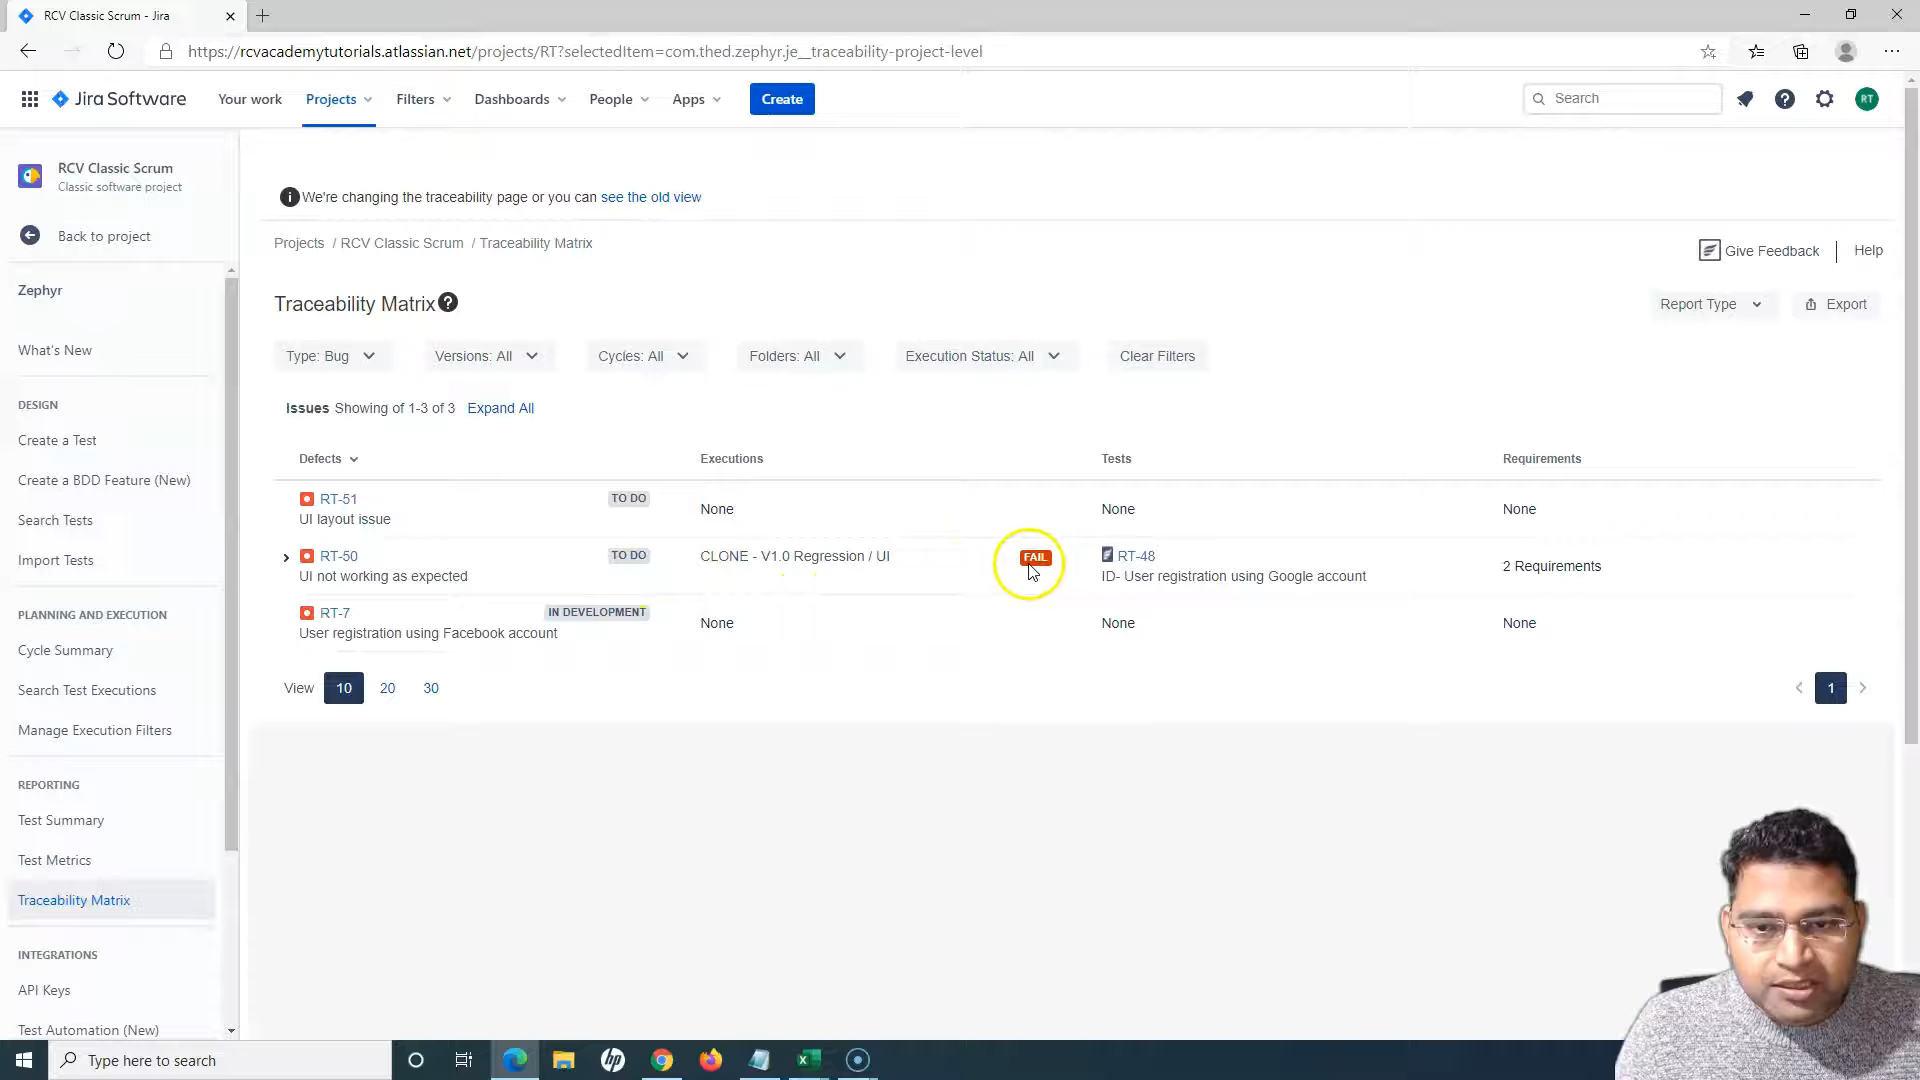 RCV Classic Scrum - Jira
https://rcvacademytutorials.atlassian.net/projects/RT?selectedItem=com.thed.zephyr.je__traceability-project-level
Jira Software Your work Projects Filters Dashboards People Apps Create Search RT
RCV Classic Scrum
Classic software project
Back to project
Zephyr
What's New
DESIGN
Create a Test
Create a BDD Feature (New)
Search Tests
Import Tests
PLANNING AND EXECUTION
Cycle Summary
Search Test Executions
Manage Execution Filters
REPORTING
Test Summary
Test Metrics
Traceability Matrix
INTEGRATIONS
API Keys
Test Automation (New)
We're changing the traceability page or you can see the old view
Projects / RCV Classic Scrum / Traceability Matrix
Give Feedback Help
Traceability Matrix
Report Type Export
Type: Bug Versions: All Cycles: All Folders: All Execution Status: All Clear Filters
Issues Showing of 1-3 of 3 Expand All
Defects Executions Tests Requirements
RT-51 TO DO
UI layout issue
None None None
RT-50 TO DO CLONE - V1.0 Regression / UI FAIL RT-48
UI not working as expected ID- User registration using Google account
2 Requirements
RT-7 IN DEVELOPMENT
User registration using Facebook account
None None None
View 10 20 30 1
Type here to search